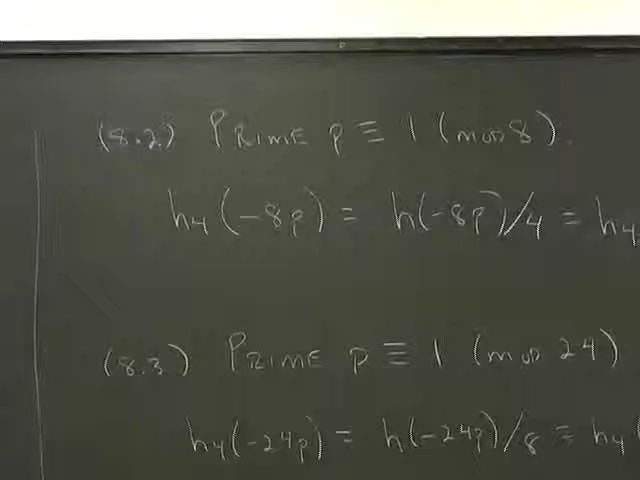 (8.2) PRIME p ≡ 1 (MOD 8).
h₄(-8p) = h(-8p)/4 = h₄
(8.3.) PRIME p ≡ 1 (MOD 24)
h₄(-24p) = h(-24p)/8 = h₄(